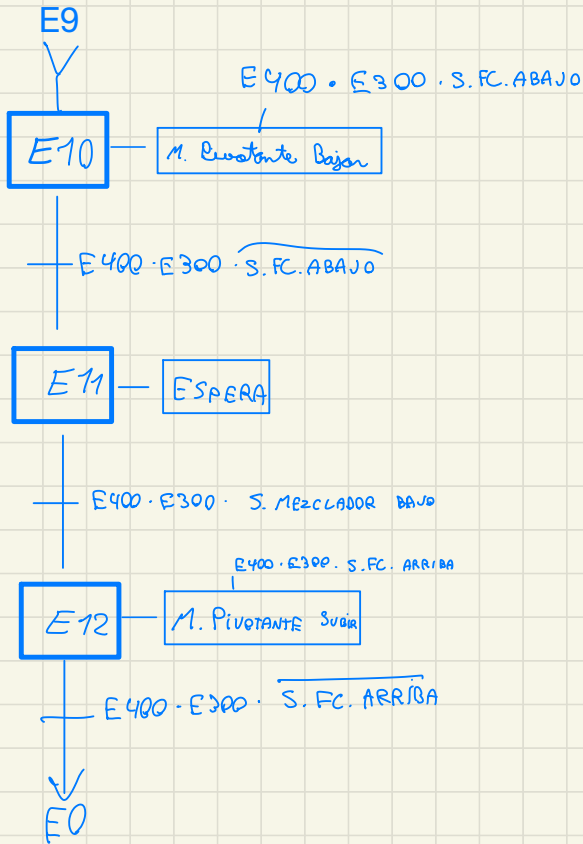 E9
E400 · E300 · S.FC.ABAJO
E10
M. Pivotante Bajar
E400 · E300 · S.FC.ABAJO
E11
ESPERA
E400 · E300 · S. MEZCLADOR BAJO
E400 · E300 · S.FC. ARRIBA
E12
M. PIVOTANTE SUBIR
E400 · E300 · S. FC. ARRIBA
E0